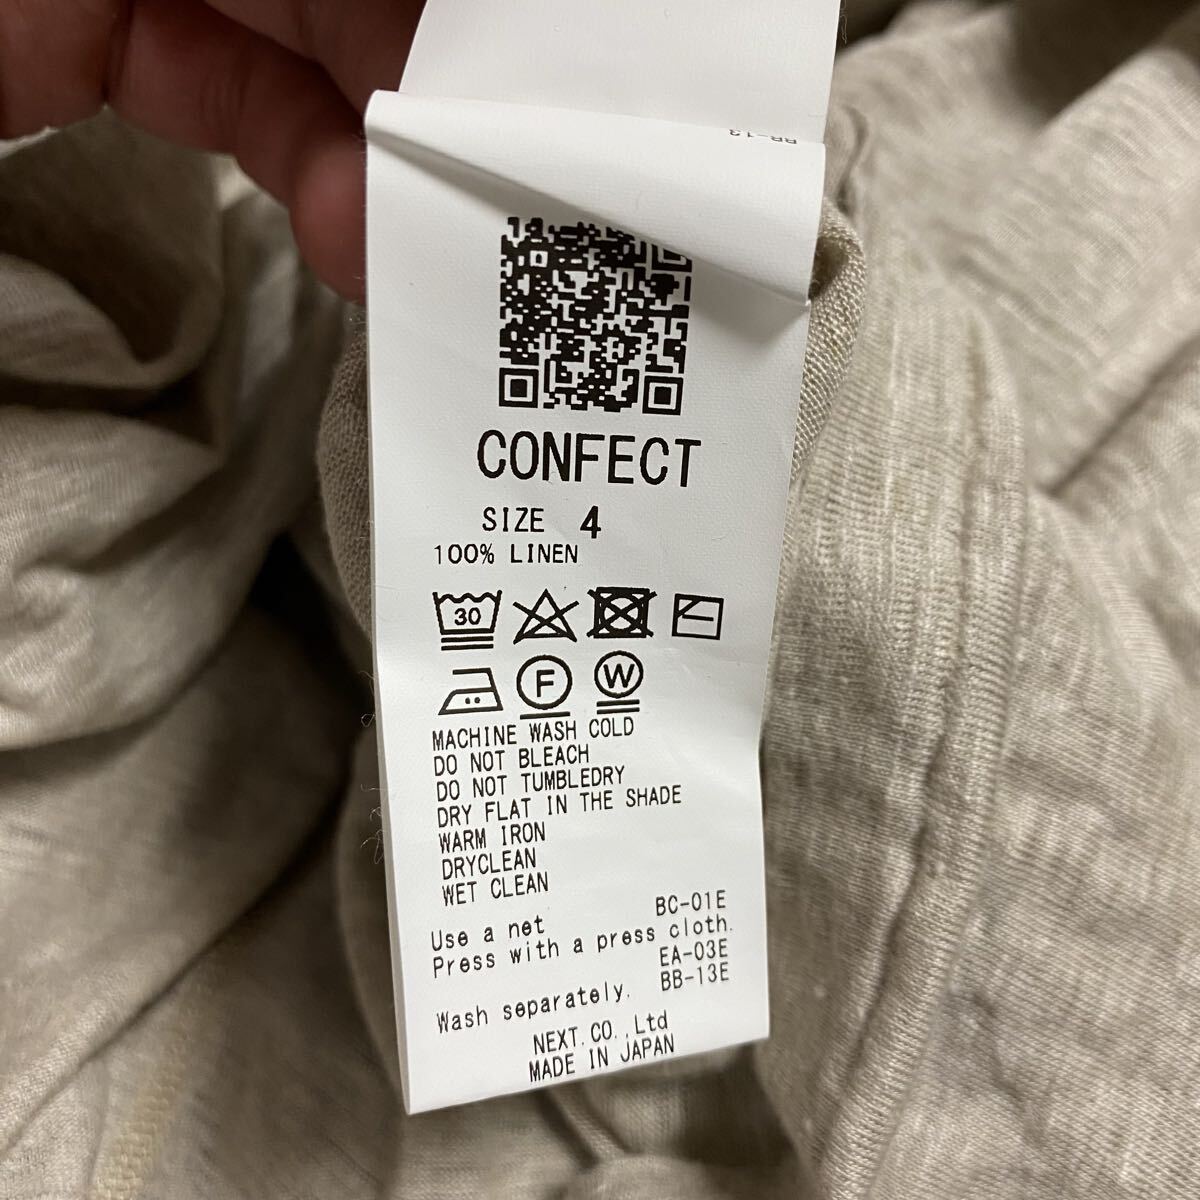 BB-13
CONFECT
SIZE 4
100% LINEN
30
F W
MACHINE WASH COLD
DO NOT BLEACH
DO NOT TUMBLEDRY
DRY FLAT IN THE SHADE
WARM IRON
DRYCLEAN
WET CLEAN
BC-01E
Use a net
Press with a press cloth.
EA-03E
BB-13E
Wash separately.
NEXT.CO.,Ltd
MADE IN JAPAN